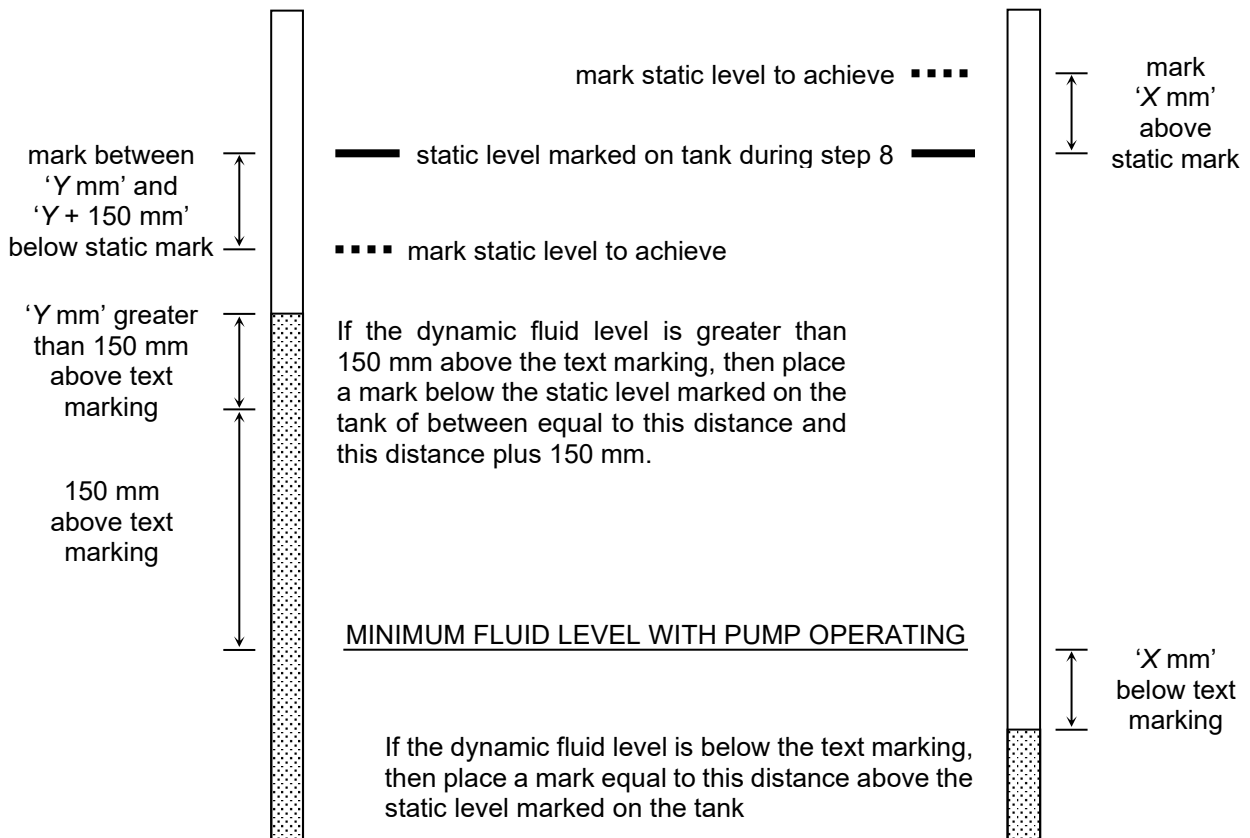 mark static level to achieve
mark
‘X mm’
above
static mark
mark between
‘Y mm’ and
‘Y + 150 mm’
below static mark
static level marked on tank during step 8
mark static level to achieve
‘Y mm’ greater
than 150 mm
above text
marking
If the dynamic fluid level is greater than
150 mm above the text marking, then place
a mark below the static level marked on the
tank of between equal to this distance and
this distance plus 150 mm.
150 mm
above text
marking
MINIMUM FLUID LEVEL WITH PUMP OPERATING
‘X mm’
below text
marking
If the dynamic fluid level is below the text marking,
then place a mark equal to this distance above the
static level marked on the tank